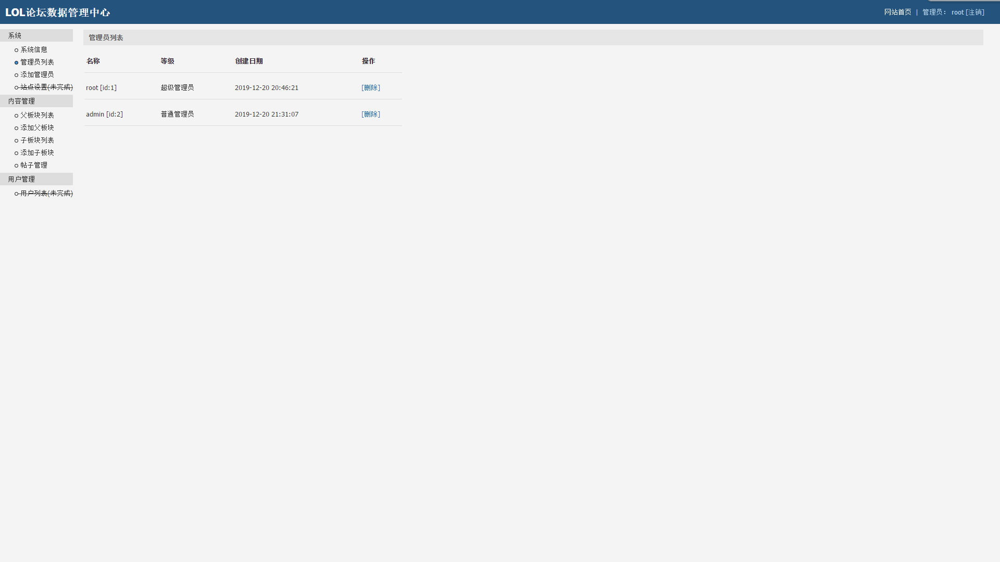 LOL论坛数据管理中心
网站首页 | 管理员： root [注销]
系统
系统信息
管理员列表
添加管理员
站点设置(未完成)
内容管理
父板块列表
添加父板块
子板块列表
添加子板块
帖子管理
用户管理
用户列表(未完成)
管理员列表
名称 等级 创建日期 操作
root [id:1] 超级管理员 2019-12-20 20:46:21 [删除]
admin [id:2] 普通管理员 2019-12-20 21:31:07 [删除]